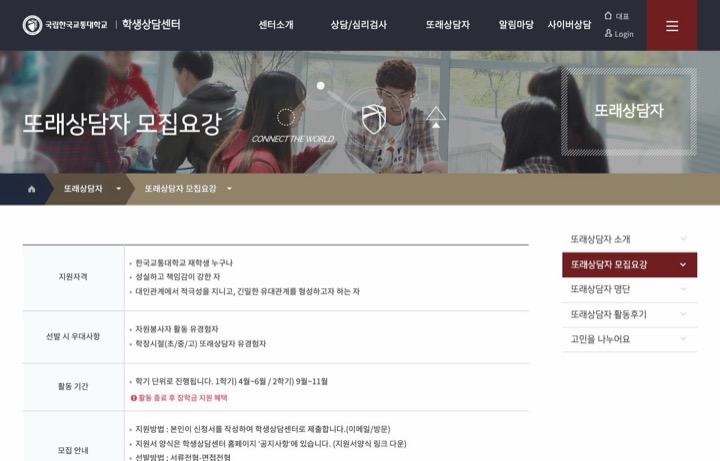 국립한국교통대학교 | 학생상담센터
센터소개 상담/심리검사 또래상담자 알림마당 사이버상담
대표
Login
또래상담자 모집요강
CONNECT THE WORLD
또래상담자
또래상담자 또래상담자 모집요강
지원자격
• 한국교통대학교 재학생 누구나
• 성실하고 책임감이 강한 자
• 대인관계에서 적극성을 지니고, 긴밀한 유대관계를 형성하고자 하는 자
선발 시 우대사항
• 자원봉사자 활동 유경험자
• 학창시절(초/중/고) 또래상담자 유경험자
활동 기간
• 학기 단위로 진행됩니다. 1학기) 4월~6월 / 2학기) 9월~11월
활동 종료 후 장학금 지원 혜택
모집 안내
• 지원방법 : 본인이 신청서를 작성하여 학생상담센터로 제출합니다.(이메일/방문)
• 지원서 양식은 학생상담센터 홈페이지 '공지사항'에 있습니다. (지원서양식 링크 다운)
• 선발방법 : 서류전형·면접전형
또래상담자 소개
또래상담자 모집요강
또래상담자 명단
또래상담자 활동후기
고민을 나누어요